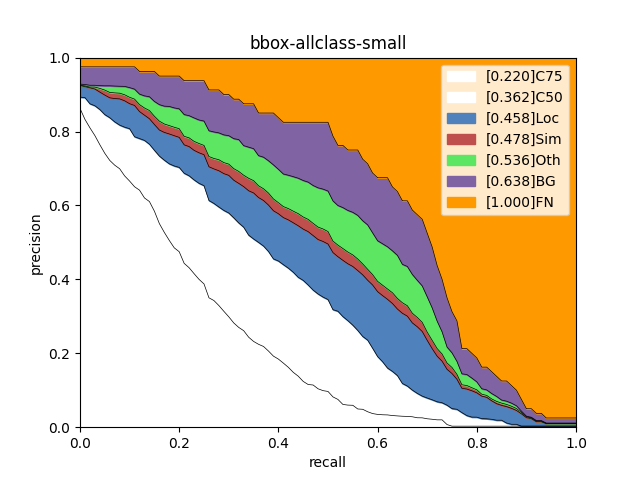 bbox-allclass-small
1.0
0.8
0.6
0.4
0.2
0.0
precision
[0.220]C75
[0.362]C50
[0.458]Loc
[0.478]Sim
[0.536]Oth
[0.638]BG
[1.000]FN
0.0 0.2 0.4 0.6 0.8 1.0
recall